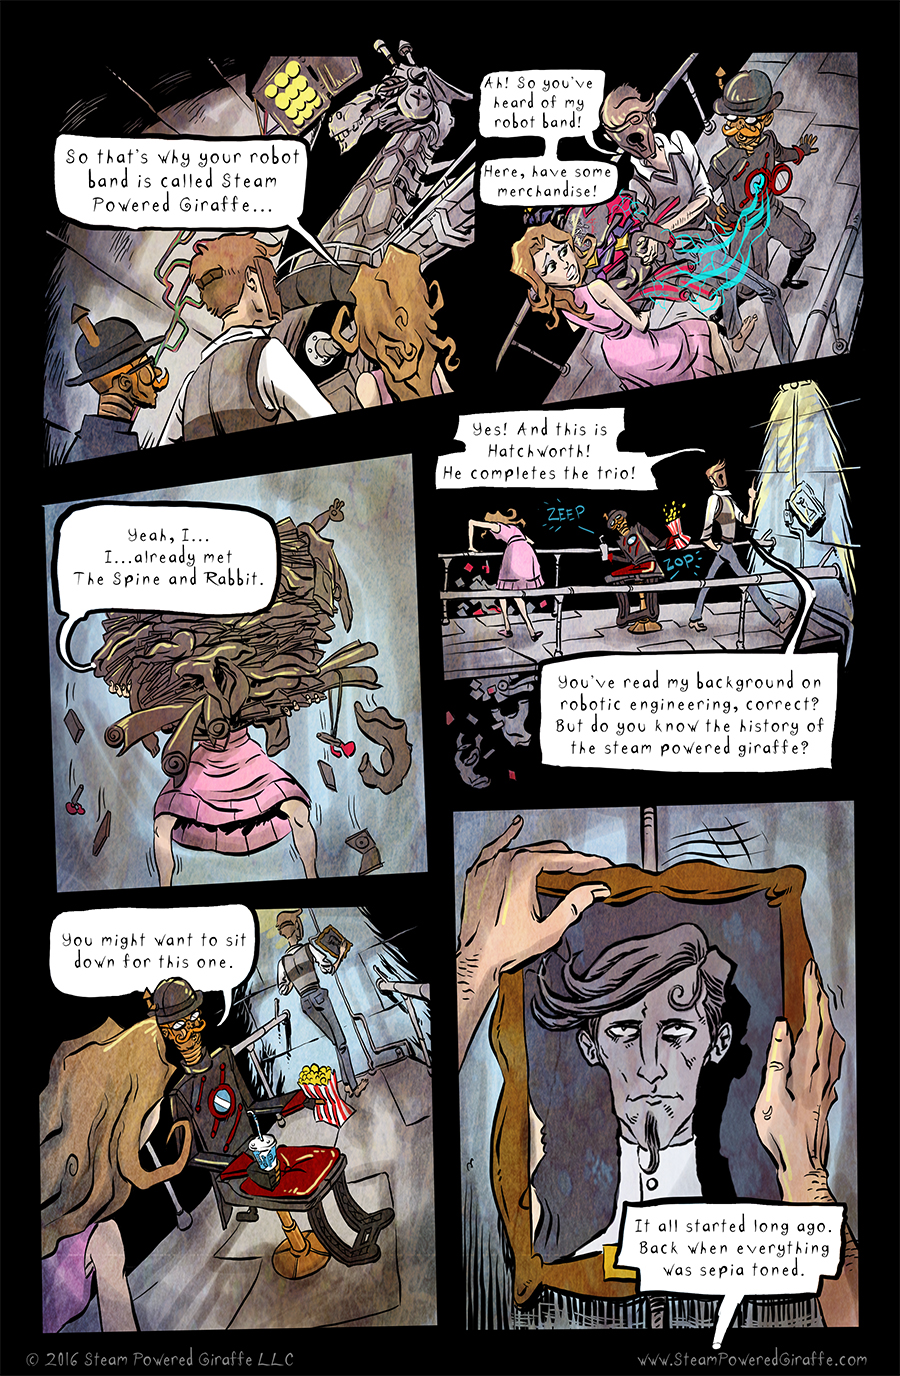 So that's why your robot
band is called Steam
Powered Giraffe...
Ah! So you've
heard of my
robot band!
Here, have some
merchandise!
Yeah, I...
I...already met
The Spine and Rabbit.
Yes! And this is
Hatchworth!
He completes the trio!
ZEEP
ZOP
You've read my background on
robotic engineering, correct?
But do you know the history of
the steam powered giraffe?
You might want to sit
down for this one.
It all started long ago.
Back when everything
was sepia toned.
© 2016 Steam Powered Giraffe LLC
www.SteamPoweredGiraffe.com